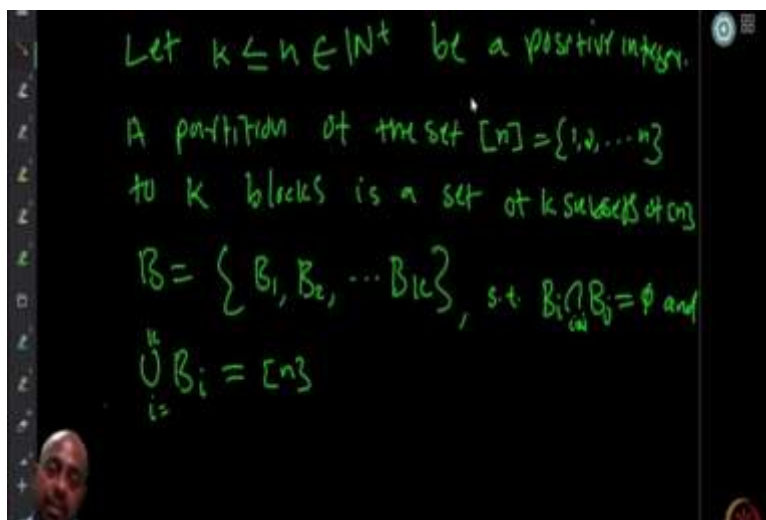 Let k ≤ n ∈ ℕ⁺ be a positive integer.
A partition of the set [n] = {1, 2, ... n}
to k blocks is a set of k subsets of [n]
B = { B₁, B₂, ... Bk }, s.t. Bi ∩ Bj = ϕ and
∪ Bi = [n]
i=